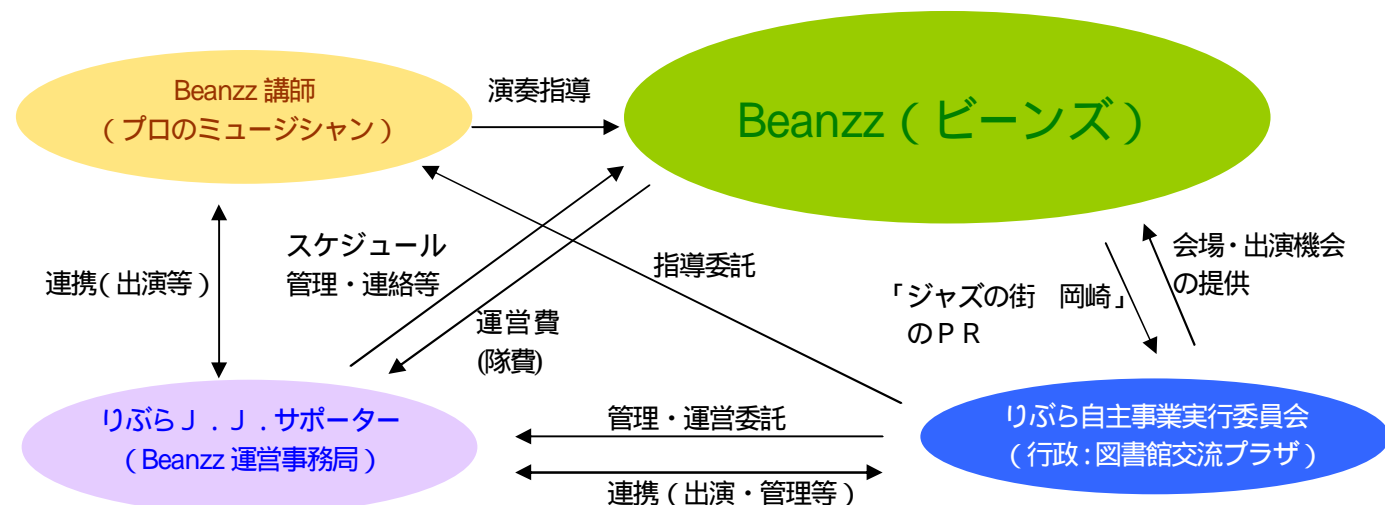 Beanzz 講師
（プロのミュージシャン）
演奏指導
Beanzz（ビーンズ）
スケジュール
管理・連絡等
連携(出演等)
指導委託
会場・出演機会
の提供
「ジャズの街　岡崎」
のＰＲ
運営費
(隊費)
りぶらＪ．Ｊ．サポーター
（Beanzz 運営事務局）
管理・運営委託
連携（出演・管理等）
りぶら自主事業実行委員会
（行政：図書館交流プラザ）